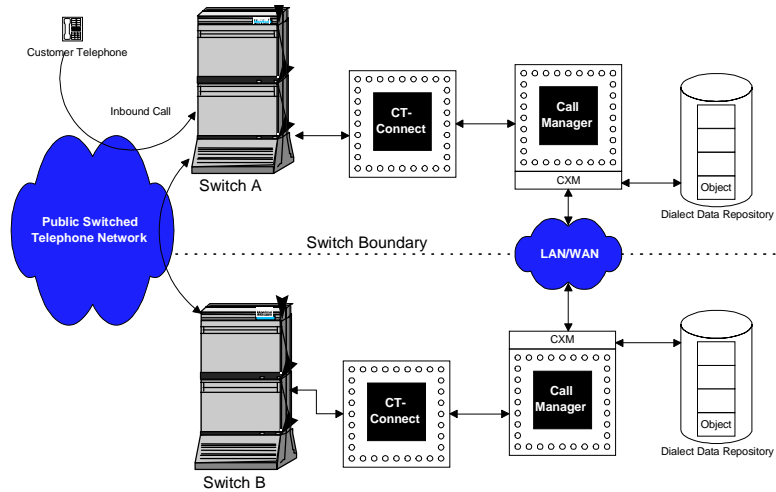 Customer Telephone
Inbound Call
Switch A
CT-
Connect
Call
Manager
CXM
Object
Dialect Data Repository
Public Switched
Telephone Network
Switch Boundary
LAN/WAN
CXM
CT-
Connect
Call
Manager
Object
Dialect Data Repository
Switch B